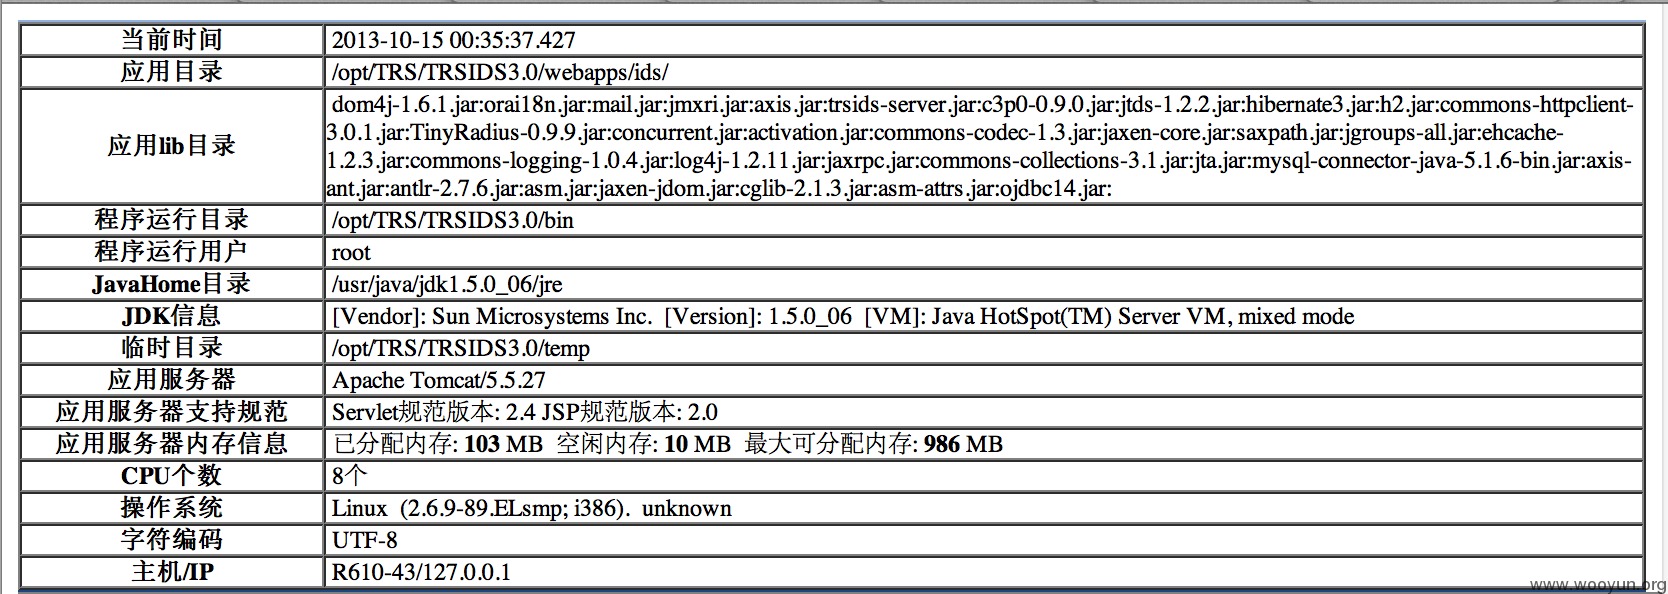 当前时间 2013-10-15 00:35:37.427
应用目录 /opt/TRS/TRSIDS3.0/webapps/ids/
应用lib目录 dom4j-1.6.1.jar:orai18n.jar:mail.jar:jmxri.jar:axis.jar:trsids-server.jar:c3p0-0.9.0.jar:jtds-1.2.2.jar:hibernate3.jar:h2.jar:commons-httpclient-
3.0.1.jar:TinyRadius-0.9.9.jar:concurrent.jar:activation.jar:commons-codec-1.3.jar:jaxen-core.jar:saxpath.jar:jgroups-all.jar:ehcache-
1.2.3.jar:commons-logging-1.0.4.jar:log4j-1.2.11.jar:jaxrpc.jar:commons-collections-3.1.jar:jta.jar:mysql-connector-java-5.1.6-bin.jar:axis-
ant.jar:antlr-2.7.6.jar:asm.jar:jaxen-jdom.jar:cglib-2.1.3.jar:asm-attrs.jar:ojdbc14.jar:
程序运行目录 /opt/TRS/TRSIDS3.0/bin
程序运行用户 root
JavaHome目录 /usr/java/jdk1.5.0_06/jre
JDK信息 [Vendor]: Sun Microsystems Inc. [Version]: 1.5.0_06 [VM]: Java HotSpot(TM) Server VM, mixed mode
临时目录 /opt/TRS/TRSIDS3.0/temp
应用服务器 Apache Tomcat/5.5.27
应用服务器支持规范 Servlet规范版本: 2.4 JSP规范版本: 2.0
应用服务器内存信息 已分配内存: 103 MB 空闲内存: 10 MB 最大可分配内存: 986 MB
CPU个数 8个
操作系统 Linux (2.6.9-89.ELsmp; i386). unknown
字符编码 UTF-8
主机/IP R610-43/127.0.0.1
www.wooyun.org